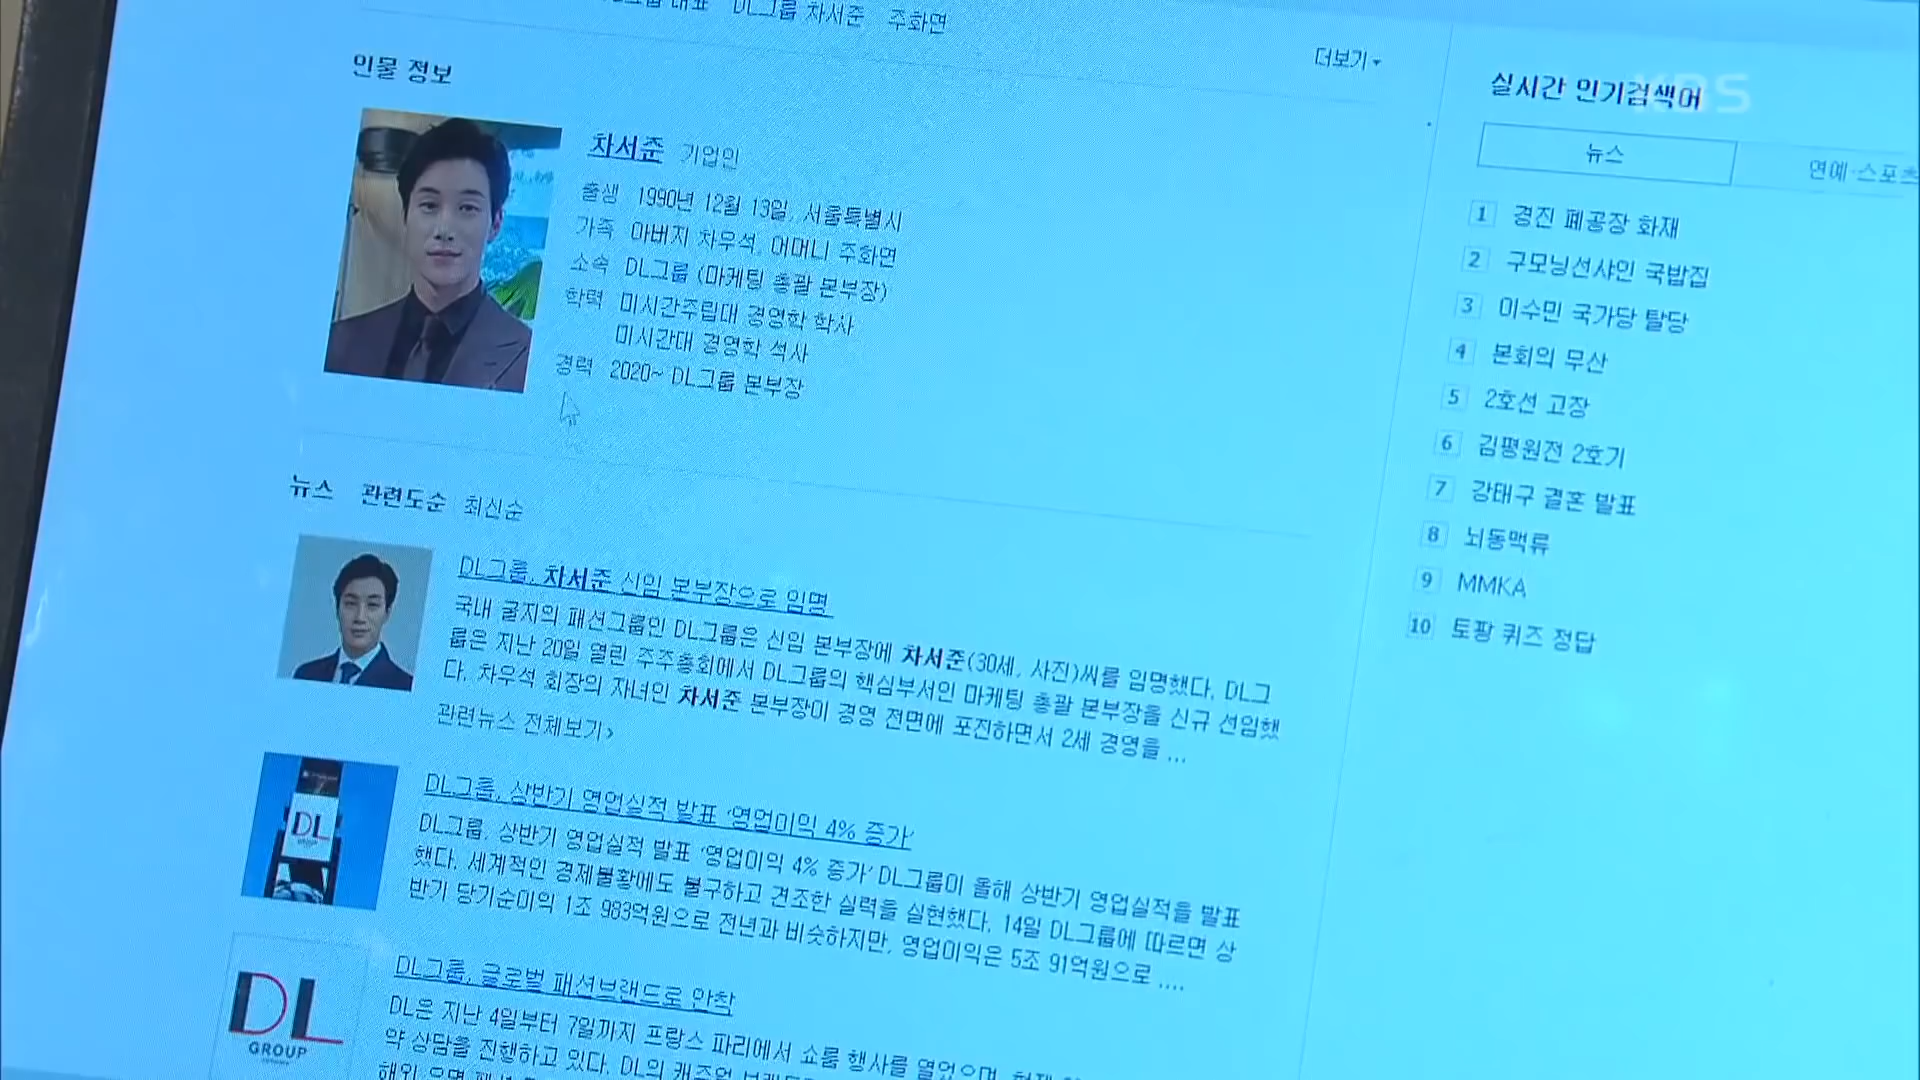 DL그룹 차서준 주화연
더보기
인물 정보
차서준 기업인
출생 1990년 12월 13일, 서울특별시
가족 아버지 차우석, 어머니 주화연
소속 DL그룹 (마케팅 총괄 본부장)
학력 미시간주립대 경영학 학사
미시간대 경영학 석사
경력 2020~ DL그룹 본부장
뉴스 관련도순 최신순
DL그룹, 차서준 신임 본부장으로 임명
국내 굴지의 패션그룹인 DL그룹은 신임 본부장에 차서준(30세, 사진)씨를 임명했다. DL그
룹은 지난 20일 열린 주주총회에서 DL그룹의 핵심부서인 마케팅 총괄 본부장을 신규 선임했
다. 차우석 회장의 자녀인 차서준 본부장이 경영 전면에 포진하면서 2세 경영을 ...
관련뉴스 전체보기>
DL그룹, 상반기 영업실적 발표 '영업이익 4% 증가'
DL그룹, 상반기 영업실적 발표 '영업이익 4% 증가' DL그룹이 올해 상반기 영업실적을 발표
했다. 세계적인 경제불황에도 불구하고 견조한 실력을 실현했다. 14일 DL그룹에 따르면 상
반기 당기순이익 1조 983억원으로 전년과 비슷하지만, 영업이익은 5조 91억원으로 ....
DL
DL그룹, 글로벌 패션브랜드로 안착
DL은 지난 4일부터 7일까지 프랑스 파리에서 쇼룸 행사를 열었으며,
약 상담을 진행하고 있다. DL의 캐주얼
DL
GROUP
KBS
실시간 인기검색어
뉴스 연예·스포츠
1 경진 폐공장 화재
2 구모닝선샤인 국밥집
3 이수민 국가당 탈당
4 본회의 무산
5 2호선 고장
6 김평원전 2호기
7 강태구 결혼 발표
8 뇌동맥류
9 MMKA
10 토팡 퀴즈 정답